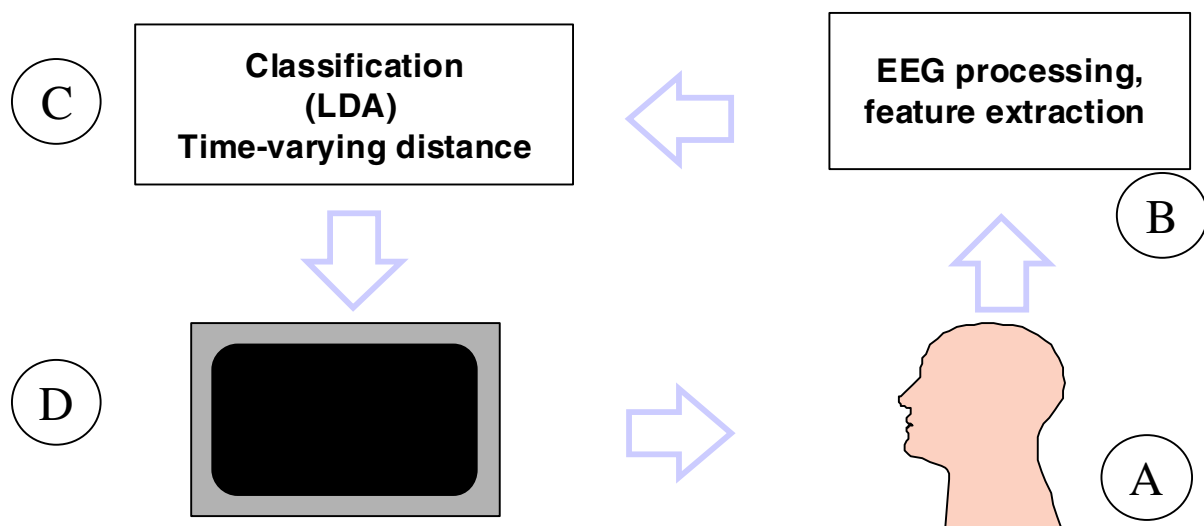 C
Classification
(LDA)
Time-varying distance
EEG processing,
feature extraction
B
D
A